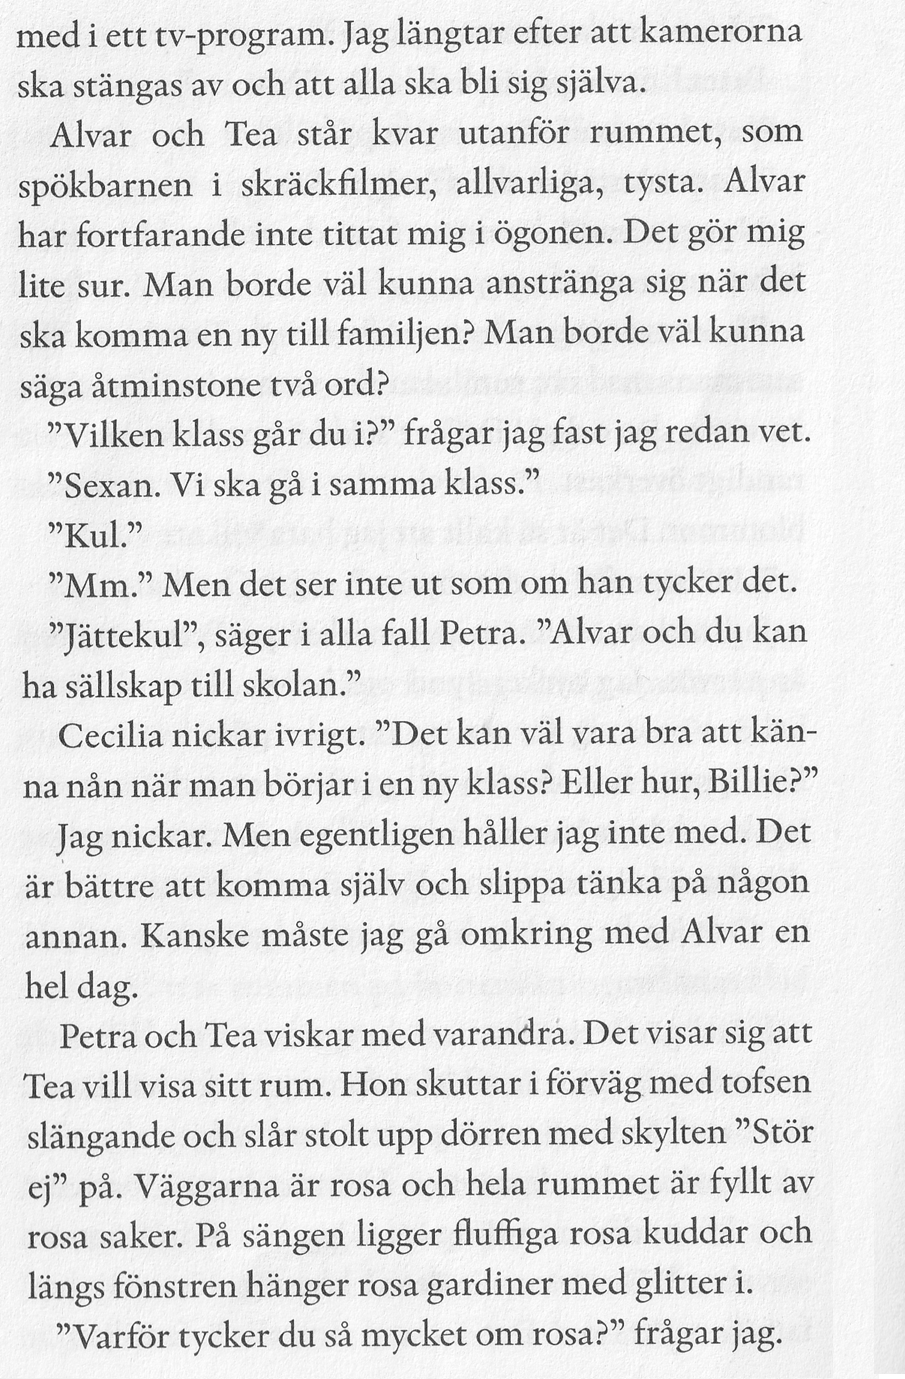 med i ett tv-program. Jag längtar efter att kamerorna
ska stängas av och att alla ska bli sig själva.
Alvar och Tea står kvar utanför rummet, som
spökbarnen i skräckfilmer, allvarliga, tysta. Alvar
har fortfarande inte tittat mig i ögonen. Det gör mig
lite sur. Man borde väl kunna anstränga sig när det
ska komma en ny till familjen? Man borde väl kunna
säga åtminstone två ord?
”Vilken klass går du i?” frågar jag fast jag redan vet.
”Sexan. Vi ska gå i samma klass.”
”Kul.”
”Mm.” Men det ser inte ut som om han tycker det.
”Jättekul”, säger i alla fall Petra. ”Alvar och du kan
ha sällskap till skolan.”
Cecilia nickar ivrigt. ”Det kan väl vara bra att kän-
na nån när man börjar i en ny klass? Eller hur, Billie?”
Jag nickar. Men egentligen håller jag inte med. Det
är bättre att komma själv och slippa tänka på någon
annan. Kanske måste jag gå omkring med Alvar en
hel dag.
Petra och Tea viskar med varandra. Det visar sig att
Tea vill visa sitt rum. Hon skuttar i förväg med tofsen
slängande och slår stolt upp dörren med skylten ”Stör
ej” på. Väggarna är rosa och hela rummet är fyllt av
rosa saker. På sängen ligger fluffiga rosa kuddar och
längs fönstren hänger rosa gardiner med glitter i.
”Varför tycker du så mycket om rosa?” frågar jag.